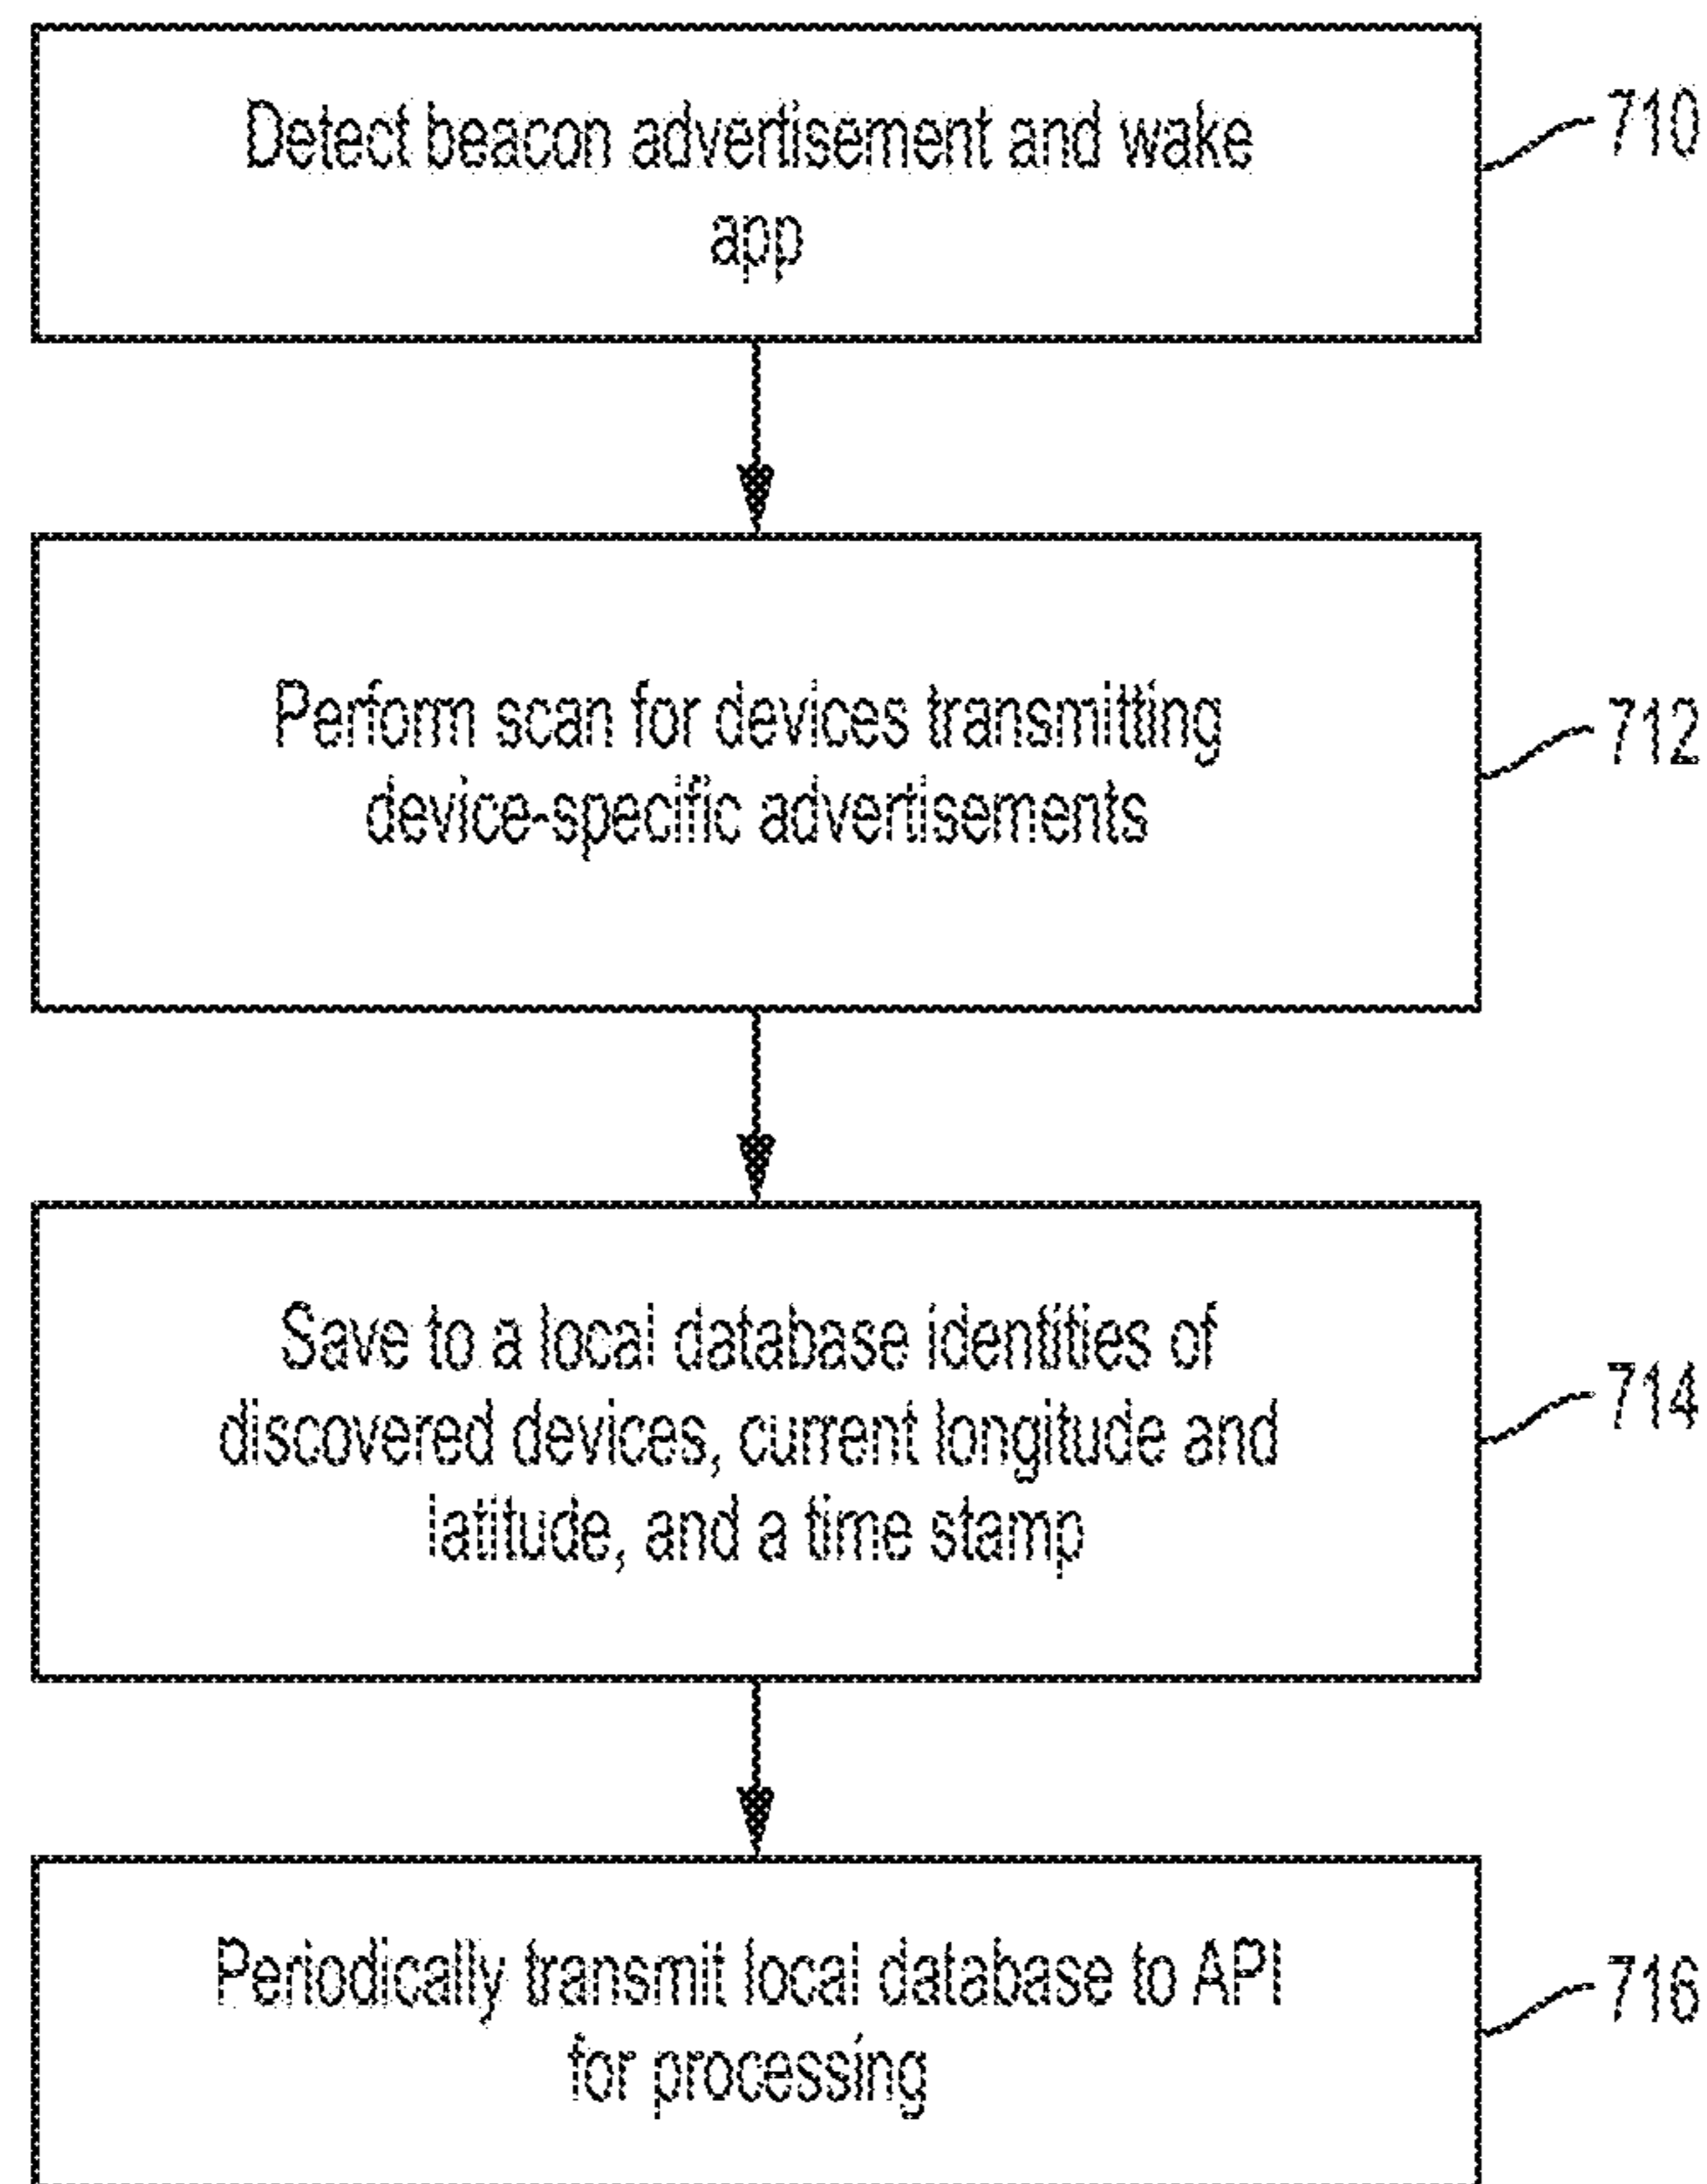 Detect beacon advertisement and wake
app
710
Perform scan for devices transmitting
device-specific advertisements
712
Save to a local database identities of
discovered devices, current longitude and
latitude, and a time stamp
714
Periodically transmit local database to API
for processing
716